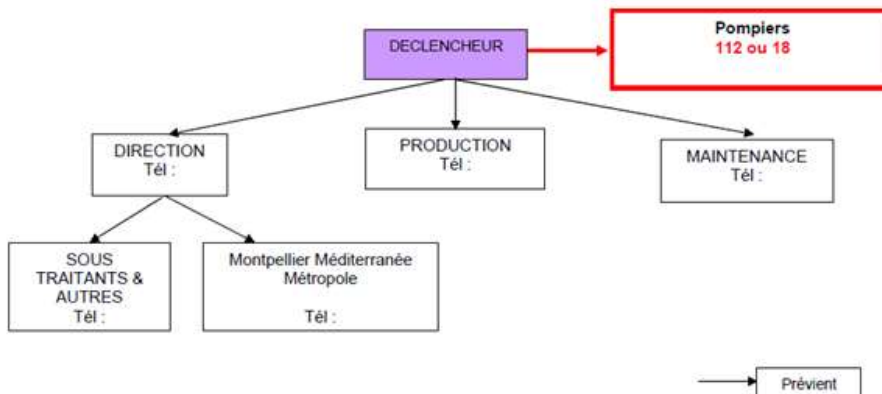 DECLENCHEUR
Pompiers
112 ou 18
DIRECTION
Tél :
PRODUCTION
Tél :
MAINTENANCE
Tél :
SOUS
TRAITANTS &
AUTRES
Tél :
Montpellier Méditerranée
Métropole
Tél :
Prévient